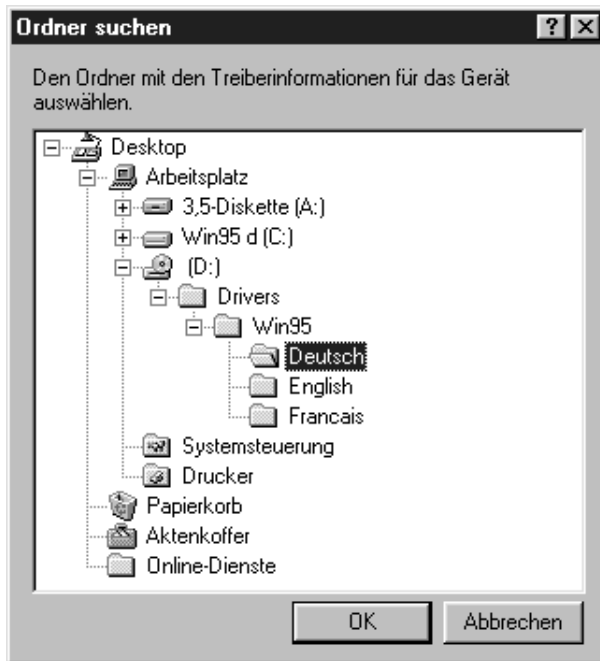 Ordner suchen
Den Ordner mit den Treiberinformationen für das Gerät
auswählen.
Desktop
Arbeitsplatz
3,5-Diskette (A:)
Win95 d (C:)
(D:)
Drivers
Win95
Deutsch
English
Francais
Systemsteuerung
Drucker
Papierkorb
Aktenkoffer
Online-Dienste
OK Abbrechen